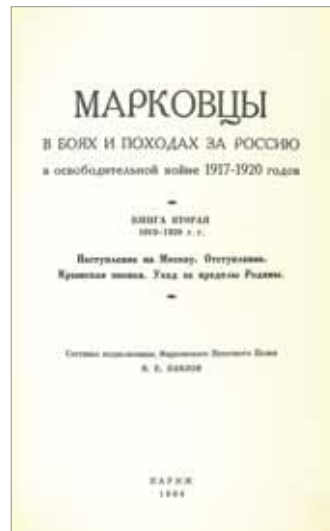 МАРКОВЦЫ
В БОЯХ И ПОХОДАХ ЗА РОССИЮ
в освободительной войне 1917-1920 годов
КНИГА ВТОРАЯ
1919-1920 г. г.
Наступление на Москву. Отступление.
Крымская эпопея. Уход за пределы Родины.
Составил подполковник Марковского Пехотного Полка
В. Е. ПАВЛОВ
ПАРИЖ
1964